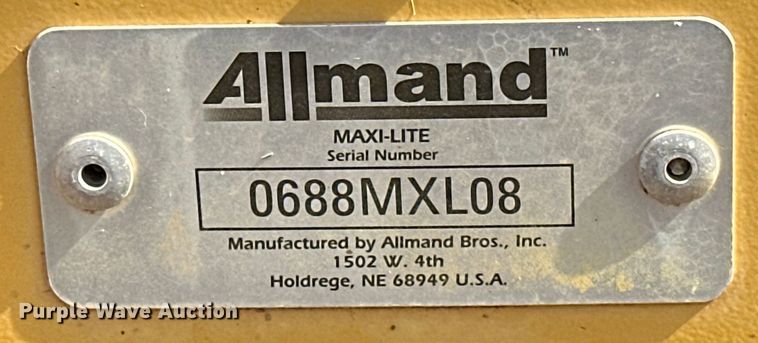 Allmand™
MAXI-LITE
Serial Number
0688MXL08
Manufactured by Allmand Bros., Inc.
1502 W. 4th
Holdrege, NE 68949 U.S.A.
Purple Wave Auction